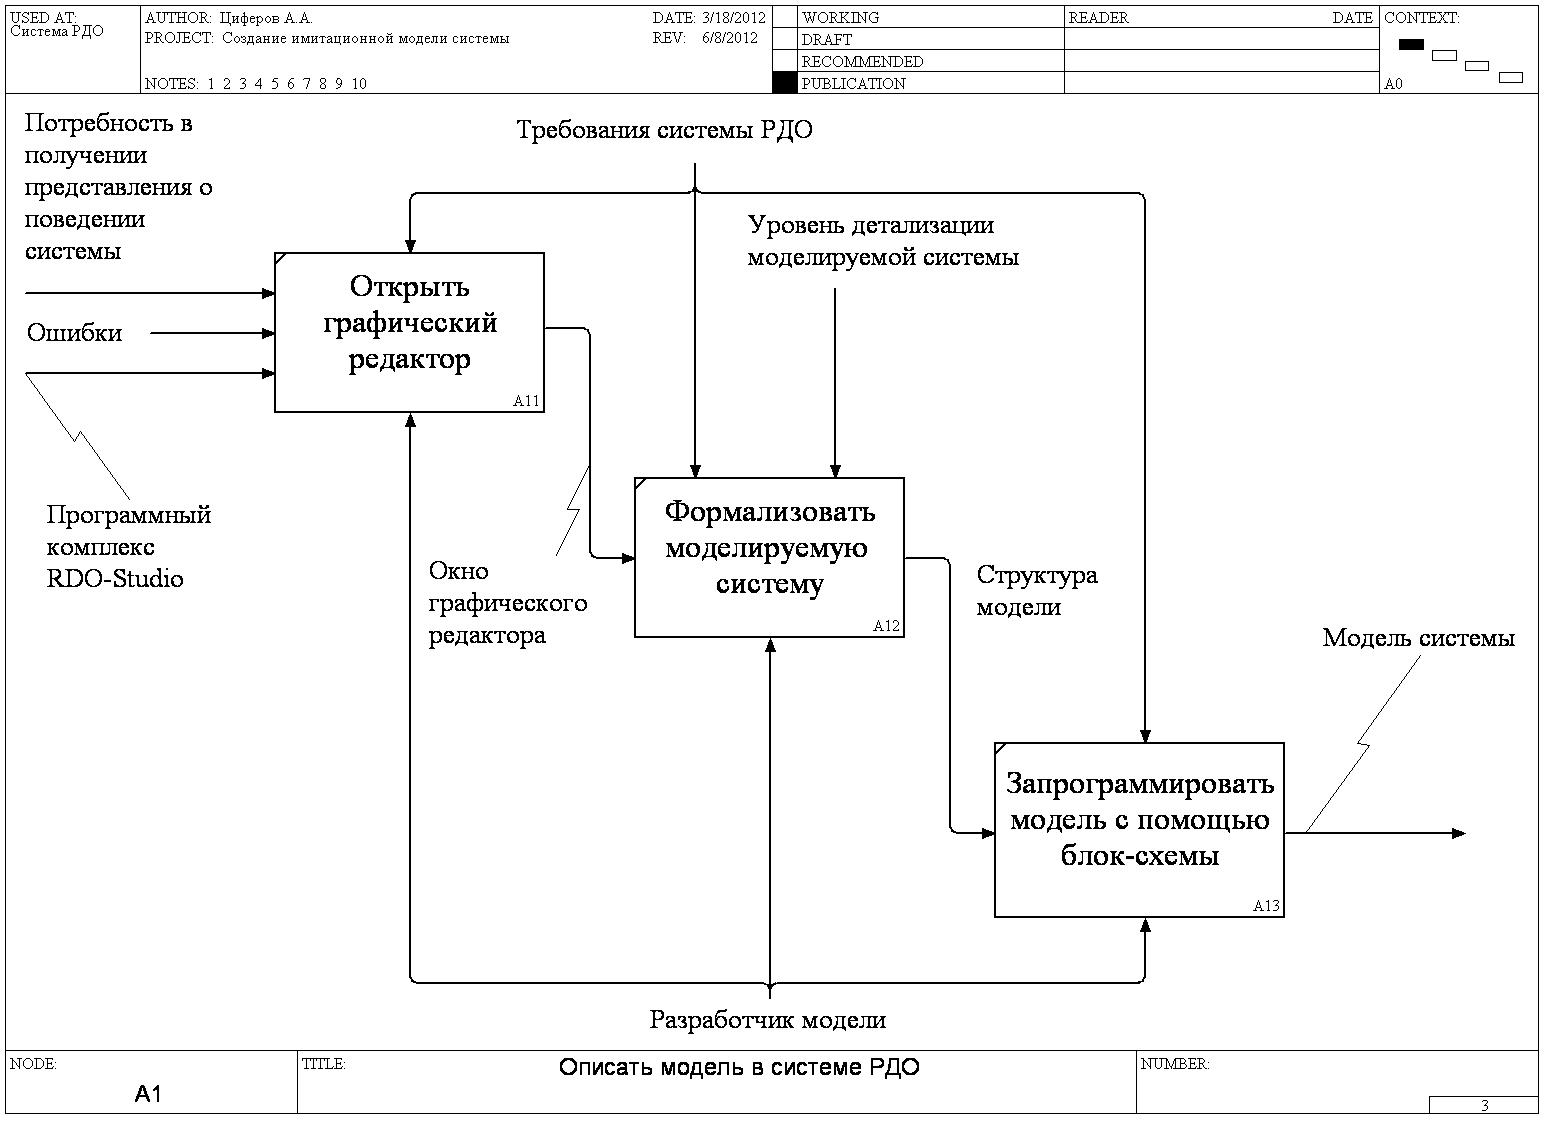 USED AT:
Система РДО
AUTHOR: Циферов А.А.
PROJECT: Создание имитационной модели системы
NOTES: 1 2 3 4 5 6 7 8 9 10
DATE: 3/18/2012
REV: 6/8/2012
WORKING
DRAFT
RECOMMENDED
PUBLICATION
READER
DATE
CONTEXT:
A0
Потребность в
получении
представления о
поведении
системы
Требования системы РДО
Уровень детализации
моделируемой системы
Ошибки
Открыть
графический
редактор
A11
Программный
комплекс
RDO-Studio
Окно
графического
редактора
Формализовать
моделируемую
систему
A12
Структура
модели
Модель системы
Запрограммировать
модель с помощью
блок-схемы
A13
Разработчик модели
NODE:
A1
TITLE:
Описать модель в системе РДО
NUMBER:
3